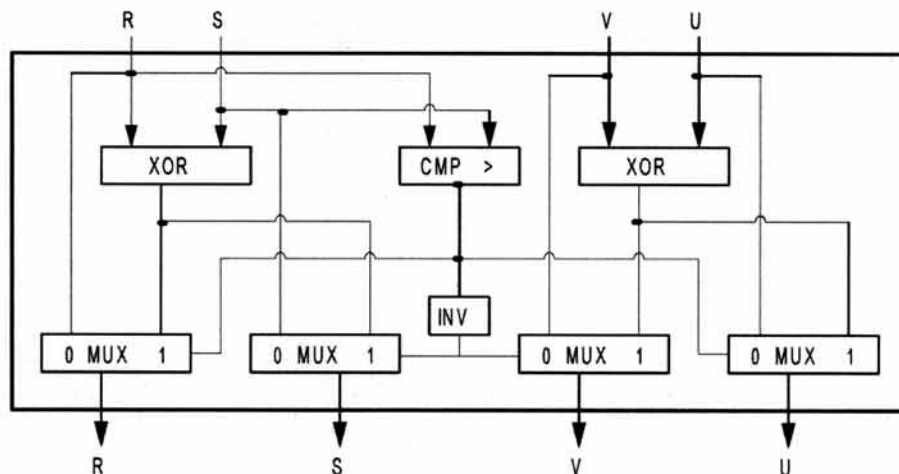 R S V U
XOR CMP > XOR
INV
0 MUX 1 0 MUX 1 0 MUX 1 0 MUX 1
R S V U